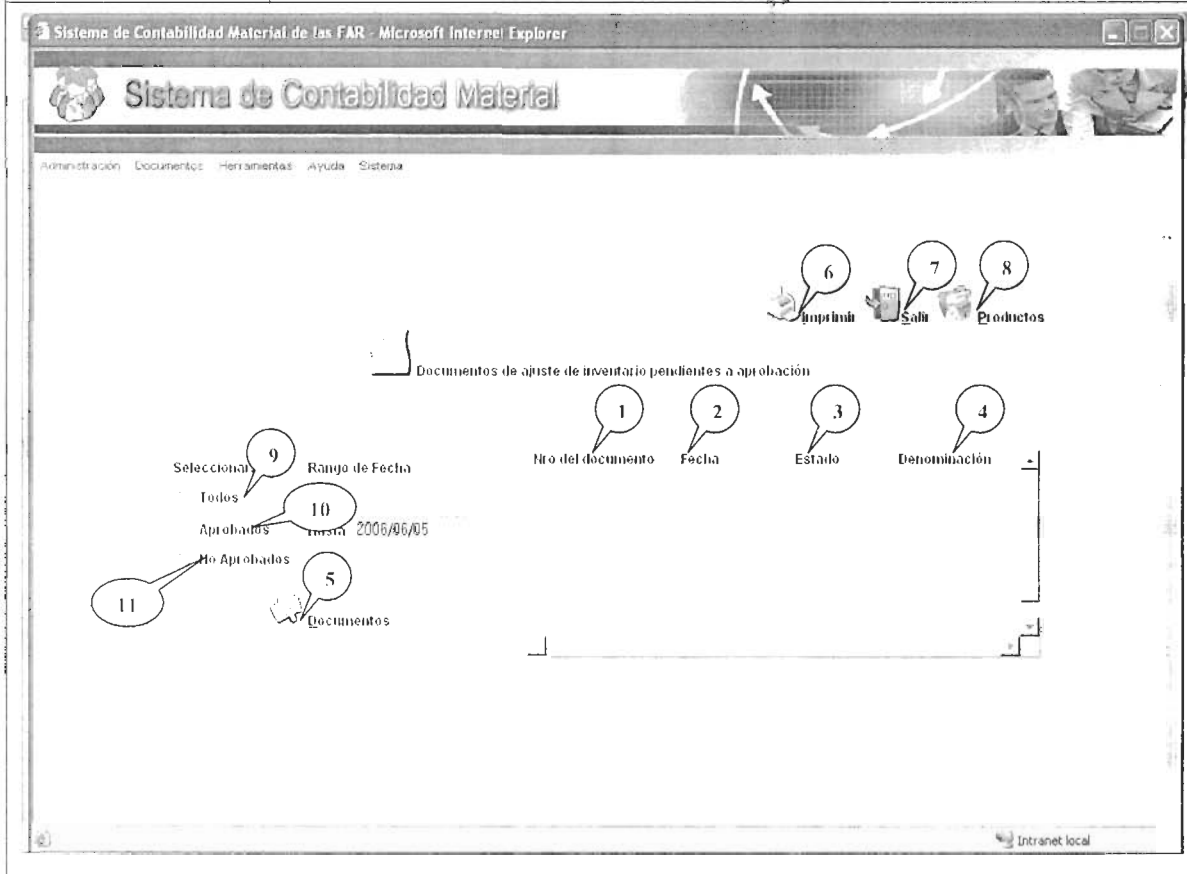 Sistema de Contabilidad Material de las FAR - Microsoft Internet Explorer
Sistema de Contabilidad Material
Administración Documentos Herramientas Ayuda Sistema
6 7 8
Imprimir Salir Productos
Documentos de ajuste de inventario pendientes a aprobación
1 2 3 4
Nro del documento Fecha Estado Denominación
9
Seleccionar Rango de Fecha
Todos
10
Aprobados Hasta 2006/06/05
No Aprobados
5
11
Documentos
Intranet local